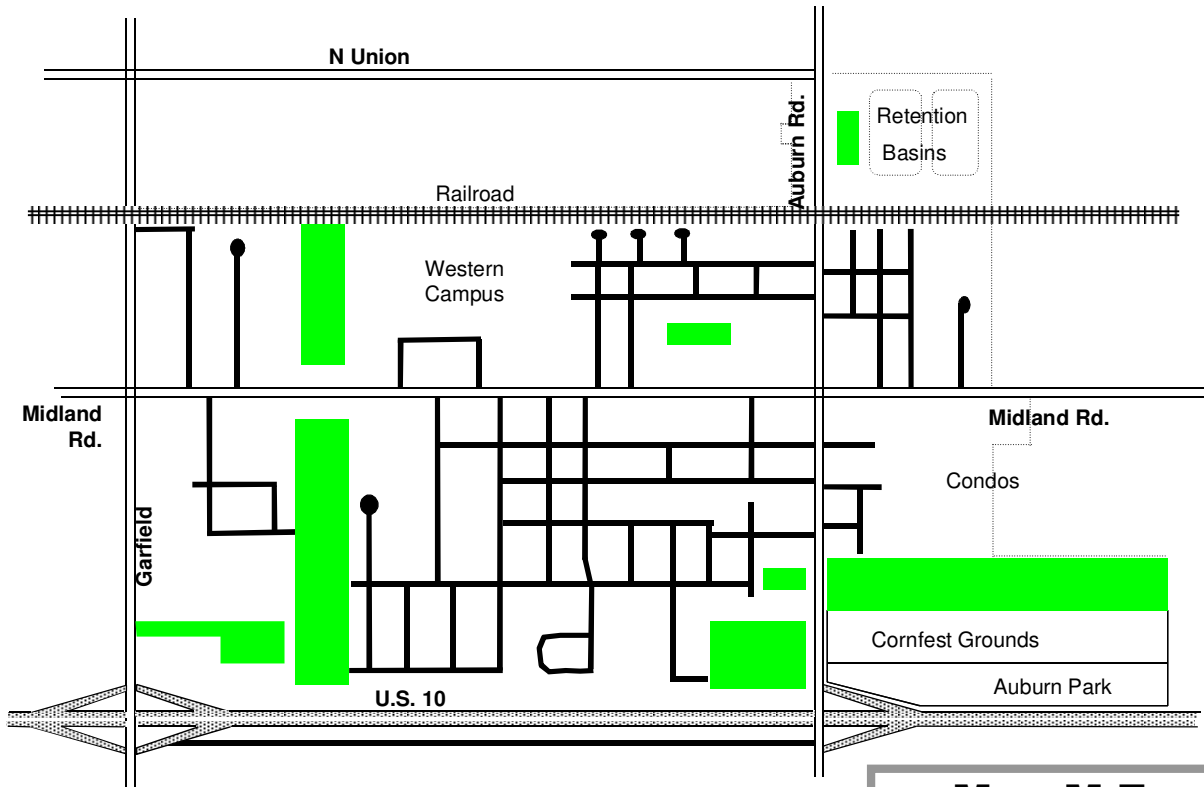 N Union
Auburn Rd.
Retention
Basins
Railroad
Western
Campus
Midland
Rd.
Midland Rd.
Garfield
Condos
Cornfest Grounds
Auburn Park
U.S. 10